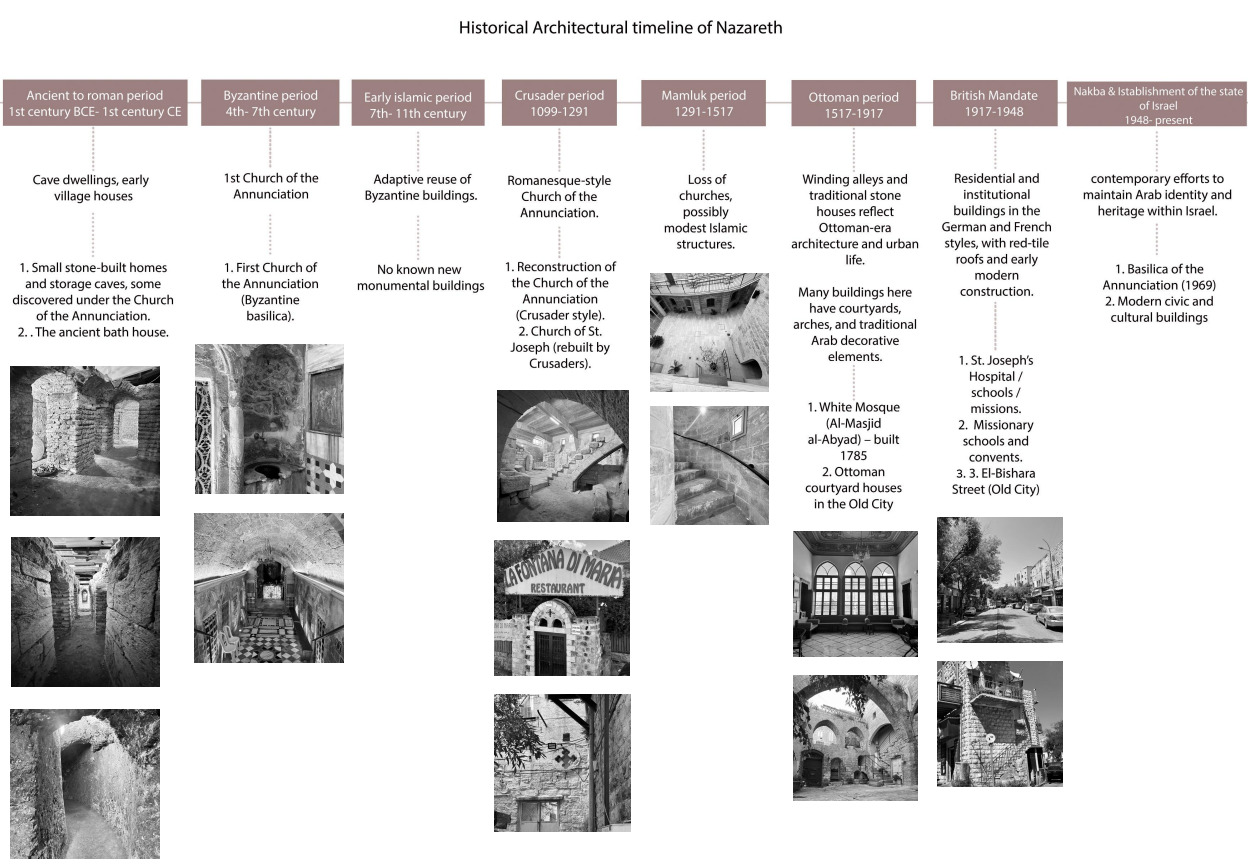 Historical Architectural timeline of Nazareth
Ancient to roman period
1st century BCE- 1st century CE
Cave dwellings, early
village houses
1. Small stone-built homes
and storage caves, some
discovered under the Church
of the Annunciation.
2. . The ancient bath house.
Byzantine period
4th- 7th century
1st Church of the
Annunciation
1. First Church of
the Annunciation
(Byzantine
basilica).
Early islamic period
7th- 11th century
Adaptive reuse of
Byzantine buildings.
No known new
monumental buildings
Crusader period
1099-1291
Romanesque-style
Church of the
Annunciation.
1. Reconstruction of
the Church of the
Annunciation
(Crusader style).
2. Church of St.
Joseph (rebuilt by
Crusaders).
LA FONTANA DI MARIA
RESTAURANT
Mamluk period
1291-1517
Loss of
churches,
possibly
modest Islamic
structures.
Ottoman period
1517-1917
Winding alleys and
traditional stone
houses reflect
Ottoman-era
architecture and urban
life.
Many buildings here
have courtyards,
arches, and traditional
Arab decorative
elements.
1. White Mosque
(Al-Masjid
al-Abyad) – built
1785
2. Ottoman
courtyard houses
in the Old City
British Mandate
1917-1948
Residential and
institutional
buildings in the
German and French
styles, with red-tile
roofs and early
modern
construction.
1. St. Joseph's
Hospital /
schools /
missions.
2. Missionary
schools and
convents.
3. 3. El-Bishara
Street (Old City)
Nakba & Istablishment of the state
of Israel
1948- present
contemporary efforts to
maintain Arab identity and
heritage within Israel.
1. Basilica of the
Annunciation (1969)
2. Modern civic and
cultural buildings